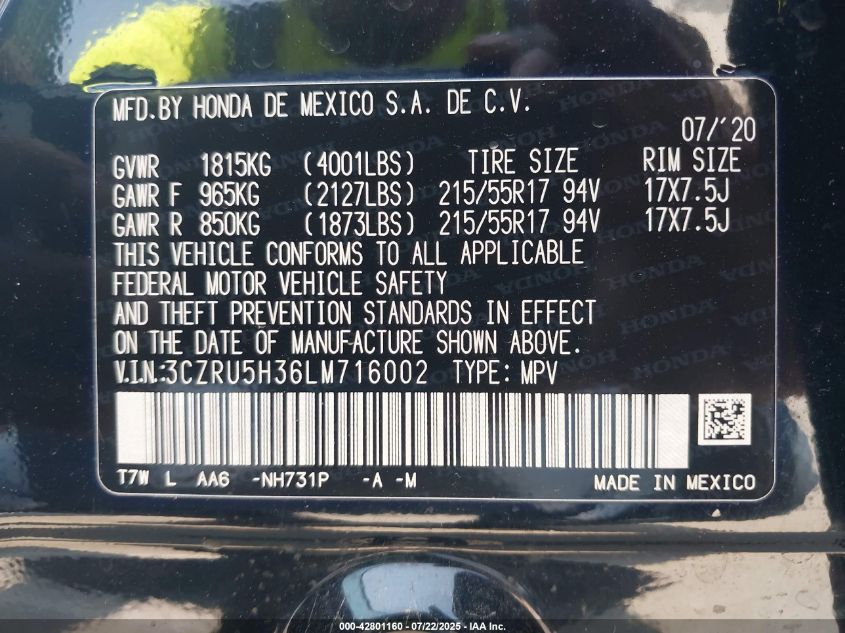 MFD.BY HONDA DE MEXICO S.A. DE C.V.
07/'20
GVWR 1815KG (4001LBS) TIRE SIZE RIM SIZE
GAWR F 965KG (2127LBS) 215/55R17 94V 17X7.5J
GAWR R 850KG (1873LBS) 215/55R17 94V 17X7.5J
THIS VEHICLE CONFORMS TO ALL APPLICABLE
FEDERAL MOTOR VEHICLE SAFETY
AND THEFT PREVENTION STANDARDS IN EFFECT
ON THE DATE OF MANUFACTURE SHOWN ABOVE.
V.I.N.:3CZRU5H36LM716002 TYPE: MPV
T7W L AA6 -NH731P -A -M MADE IN MEXICO
000-42801160 - 07/22/2025 - IAA Inc.